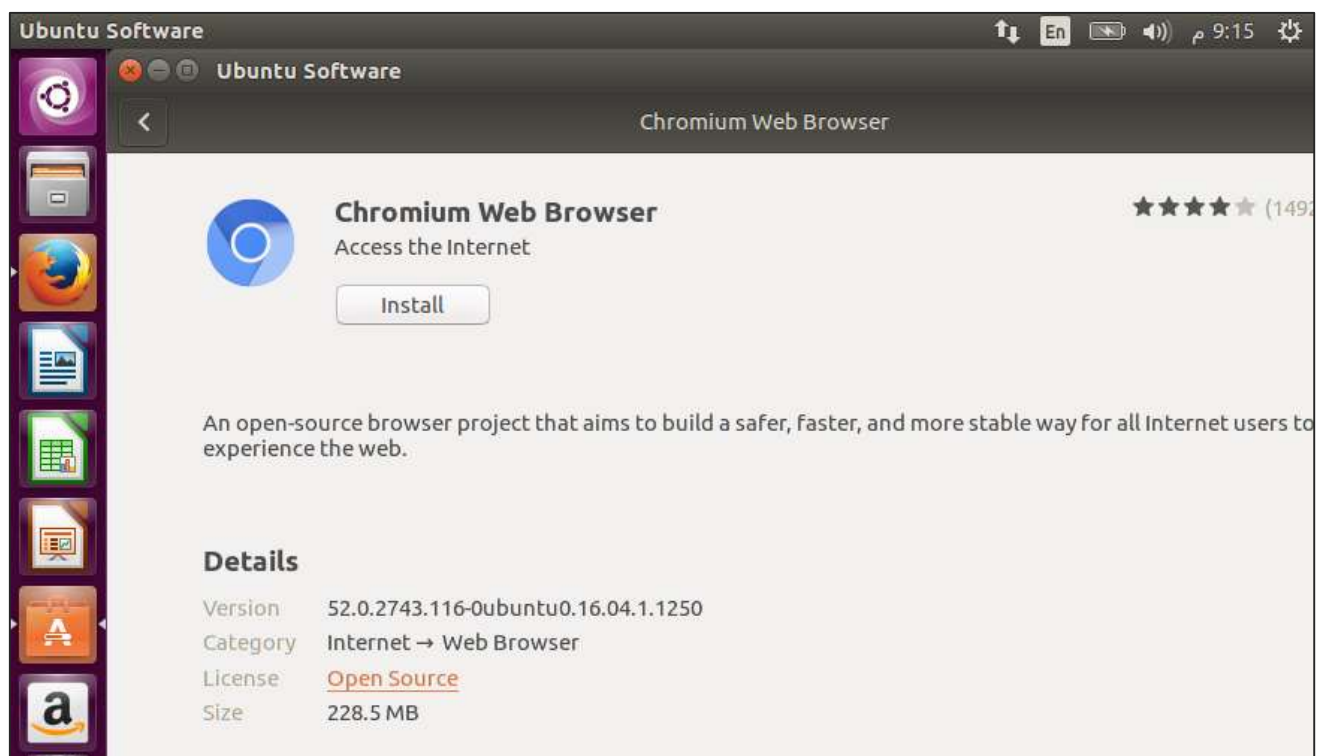 Ubuntu Software
En
9:15 م
Ubuntu Software
Chromium Web Browser
Chromium Web Browser
Access the Internet
(1492
Install
An open-source browser project that aims to build a safer, faster, and more stable way for all Internet users to
experience the web.
Details
Version 52.0.2743.116-0ubuntu0.16.04.1.1250
Category Internet → Web Browser
License Open Source
Size 228.5 MB